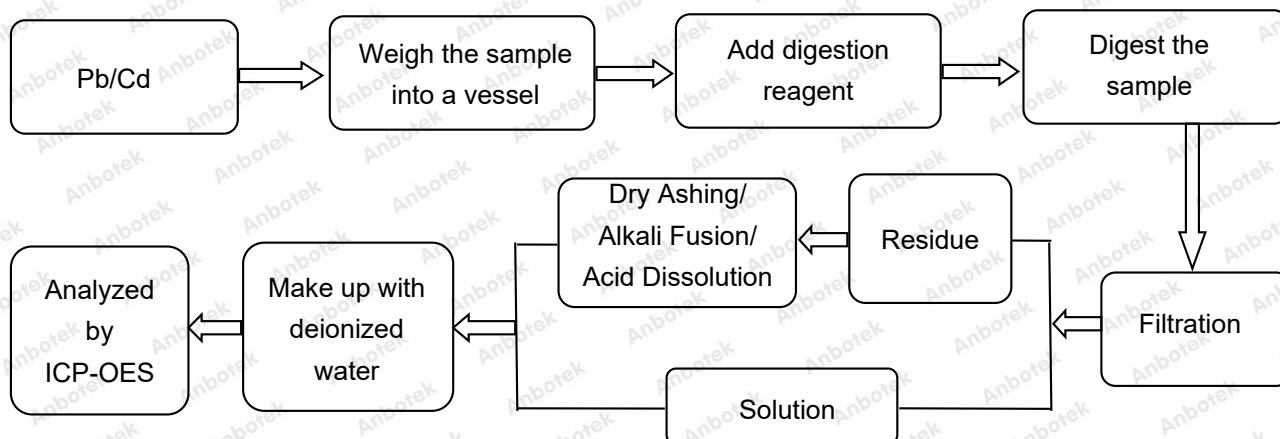 Pb/Cd
Weigh the sample
into a vessel
Add digestion
reagent
Digest the
sample
Filtration
Residue
Dry Ashing/
Alkali Fusion/
Acid Dissolution
Solution
Make up with
deionized
water
Analyzed
by
ICP-OES
Anbotek